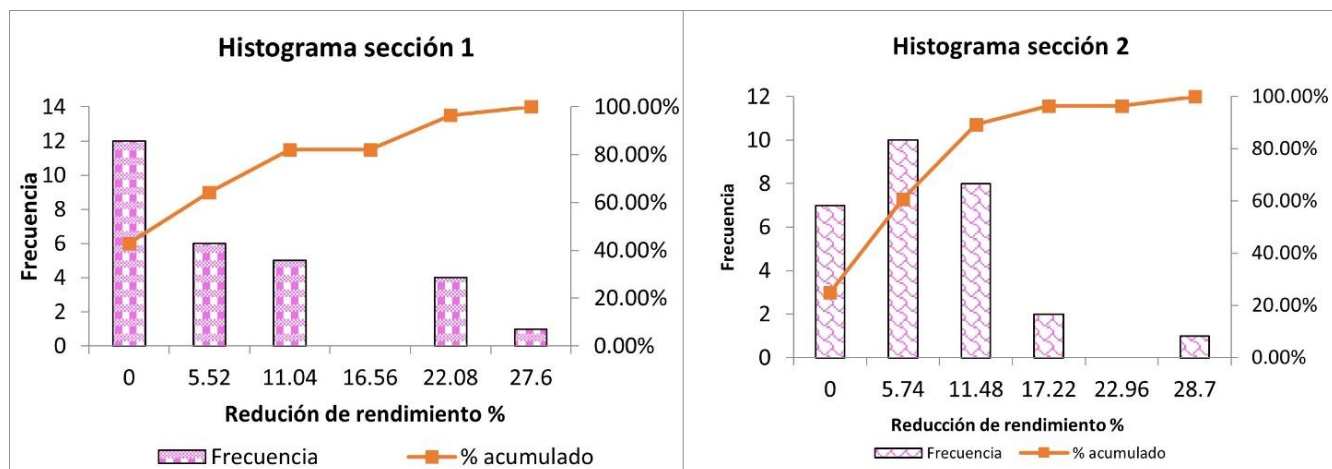 Histograma sección 1
14
12
10
8
6
4
2
0
Frecuencia
100.00%
80.00%
60.00%
40.00%
20.00%
0.00%
0 5.52 11.04 16.56 22.08 27.6
Redución de rendimiento %
Frecuencia % acumulado
Histograma sección 2
12
10
8
6
4
2
0
Frecuencia
100.00%
80.00%
60.00%
40.00%
20.00%
0.00%
0 5.74 11.48 17.22 22.96 28.7
Reducción de rendimiento %
Frecuencia % acumulado